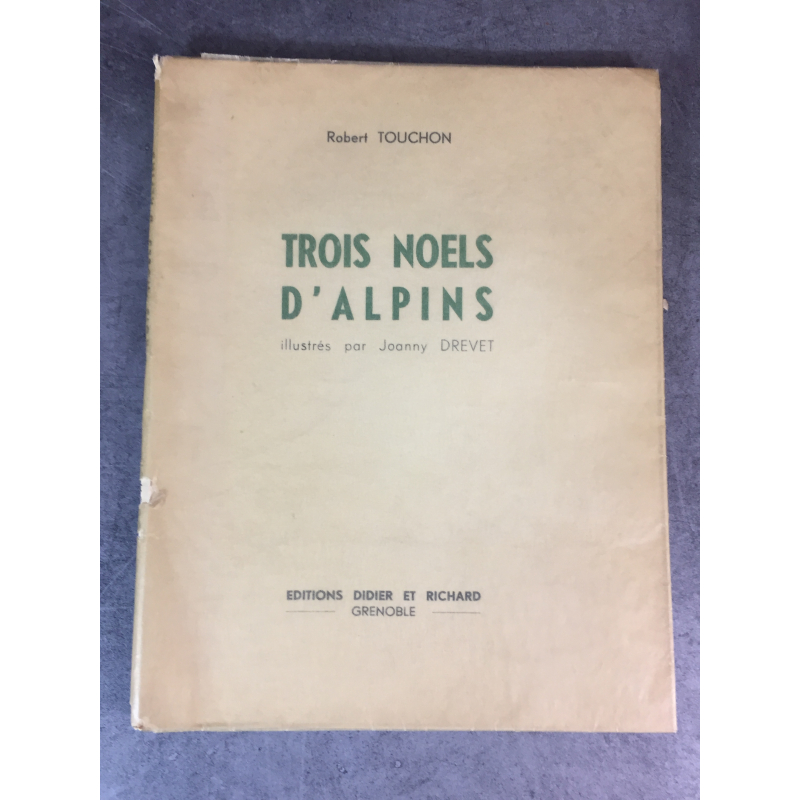 Robert TOUCHON
TROIS NOELS
D'ALPINS
illustrés par Joanny DREVET
EDITIONS DIDIER ET RICHARD
GRENOBLE